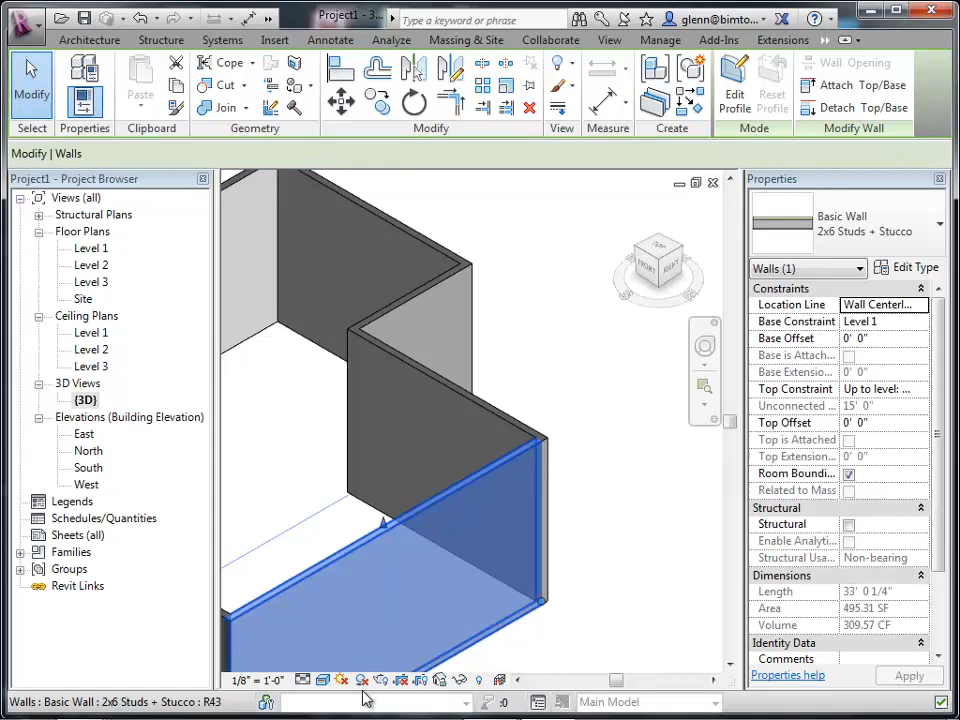 Project1 - 3...
Type a keyword or phrase
glenn@bimto...
Architecture Structure Systems Insert Annotate Analyze Massing & Site Collaborate View Manage Add-Ins Extensions
Modify
Paste
Cope
Cut
Join
Edit Profile
Reset Profile
Wall Opening
Attach Top/Base
Detach Top/Base
Select Properties Clipboard Geometry Modify View Measure Create Mode Modify Wall
Modify | Walls
Project1 - Project Browser
Views (all)
Structural Plans
Floor Plans
Level 1
Level 2
Level 3
Site
Ceiling Plans
Level 1
Level 2
Level 3
3D Views
{3D}
Elevations (Building Elevation)
East
North
South
West
Legends
Schedules/Quantities
Sheets (all)
Families
Groups
Revit Links
TOP
FRONT
RIGHT
Properties
Basic Wall
2x6 Studs + Stucco
Walls (1) Edit Type
Constraints
Location Line Wall Centerl...
Base Constraint Level 1
Base Offset 0' 0"
Base is Attach...
Base Extensio... 0' 0"
Top Constraint Up to level: ...
Unconnected ... 15' 0"
Top Offset 0' 0"
Top is Attached
Top Extension... 0' 0"
Room Boundi...
Related to Mass
Structural
Structural
Enable Analyti...
Structural Usa... Non-bearing
Dimensions
Length 33' 0 1/4"
Area 495.31 SF
Volume 309.57 CF
Identity Data
Comments
Properties help Apply
1/8" = 1'-0"
Walls : Basic Wall : 2x6 Studs + Stucco : R43
:0
Main Model